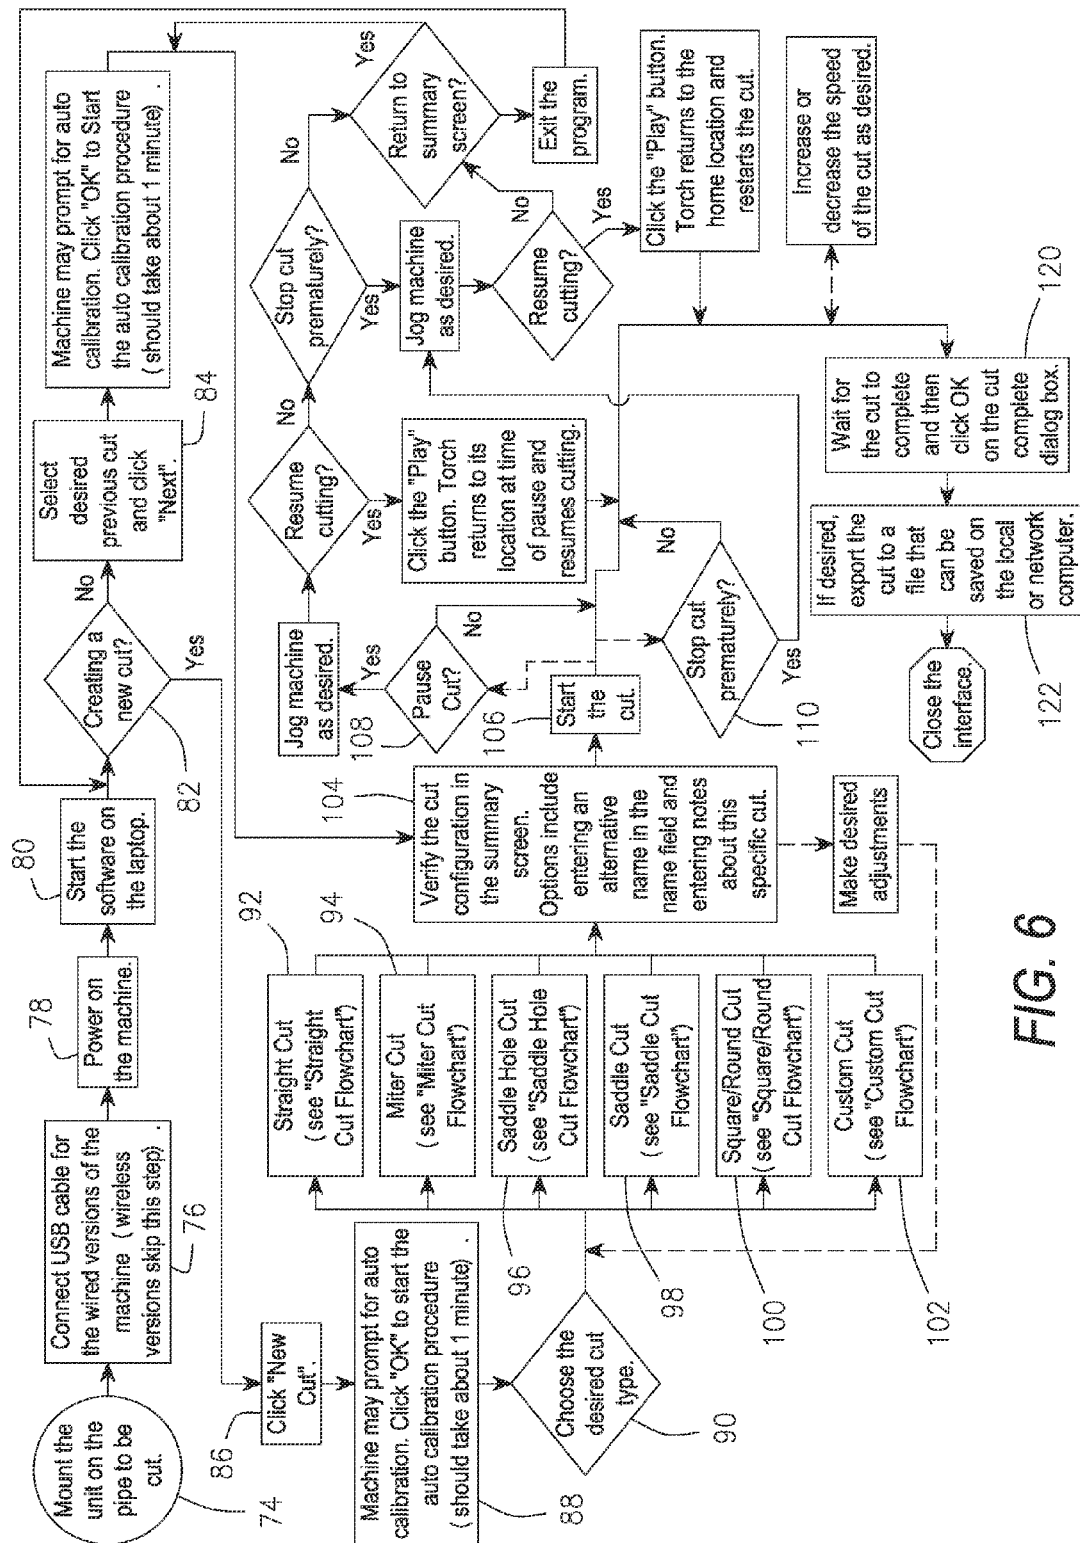 Mount the
unit on the
pipe to be
cut.
74
Connect USB cable for
the wired versions of the
machine (wireless
versions skip this step).
76
Power on
the machine.
78
Start the
software on
the laptop.
80
Creating a
new cut?
82
No
Yes
Select
desired
previous cut
and click
"Next".
84
Machine may prompt for auto
calibration. Click "OK" to Start
the auto calibration procedure
(should take about 1 minute) .
Click "New
Cut".
86
Machine may prompt for auto
calibration. Click "OK" to start the
auto calibration procedure
(should take about 1 minute) .
88
Choose the
desired cut
type.
90
Straight Cut
(see "Straight
Cut Flowchart")
92
Miter Cut
(see "Miter Cut
Flowchart")
94
Saddle Hole Cut
(see "Saddle Hole
Cut Flowchart")
96
Saddle Cut
(see "Saddle Cut
Flowchart")
98
Square/Round Cut
(see "Square/Round
Cut Flowchart")
100
Custom Cut
(see "Custom Cut
Flowchart")
102
Verify the cut
configuration in
the summary
screen.
Options include
entering an
alternative
name in the
name field and
entering notes
about this
specific cut.
104
Make desired
adjustments
Start
the
cut.
106
Pause
Cut?
108
Yes
No
Jog machine
as desired.
Stop cut
prematurely?
110
No
Yes
Resume
cutting?
No
Yes
Click the "Play"
button. Torch
returns to its
location at time
of pause and
resumes cutting.
Stop cut
prematurely?
No
Yes
Jog machine
as desired.
Resume
cutting?
No
Yes
Return to
summary
screen?
Yes
Exit the
program.
Click the "Play" button.
Torch returns to the
home location and
restarts the cut.
Increase or
decrease the speed
of the cut as desired.
Wait for
the cut to
complete
and then
click OK
on the cut
complete
dialog box.
120
If desired,
export the
cut to a
file that
can be
saved on
the local
or network
computer.
122
Close the
interface.
FIG. 6